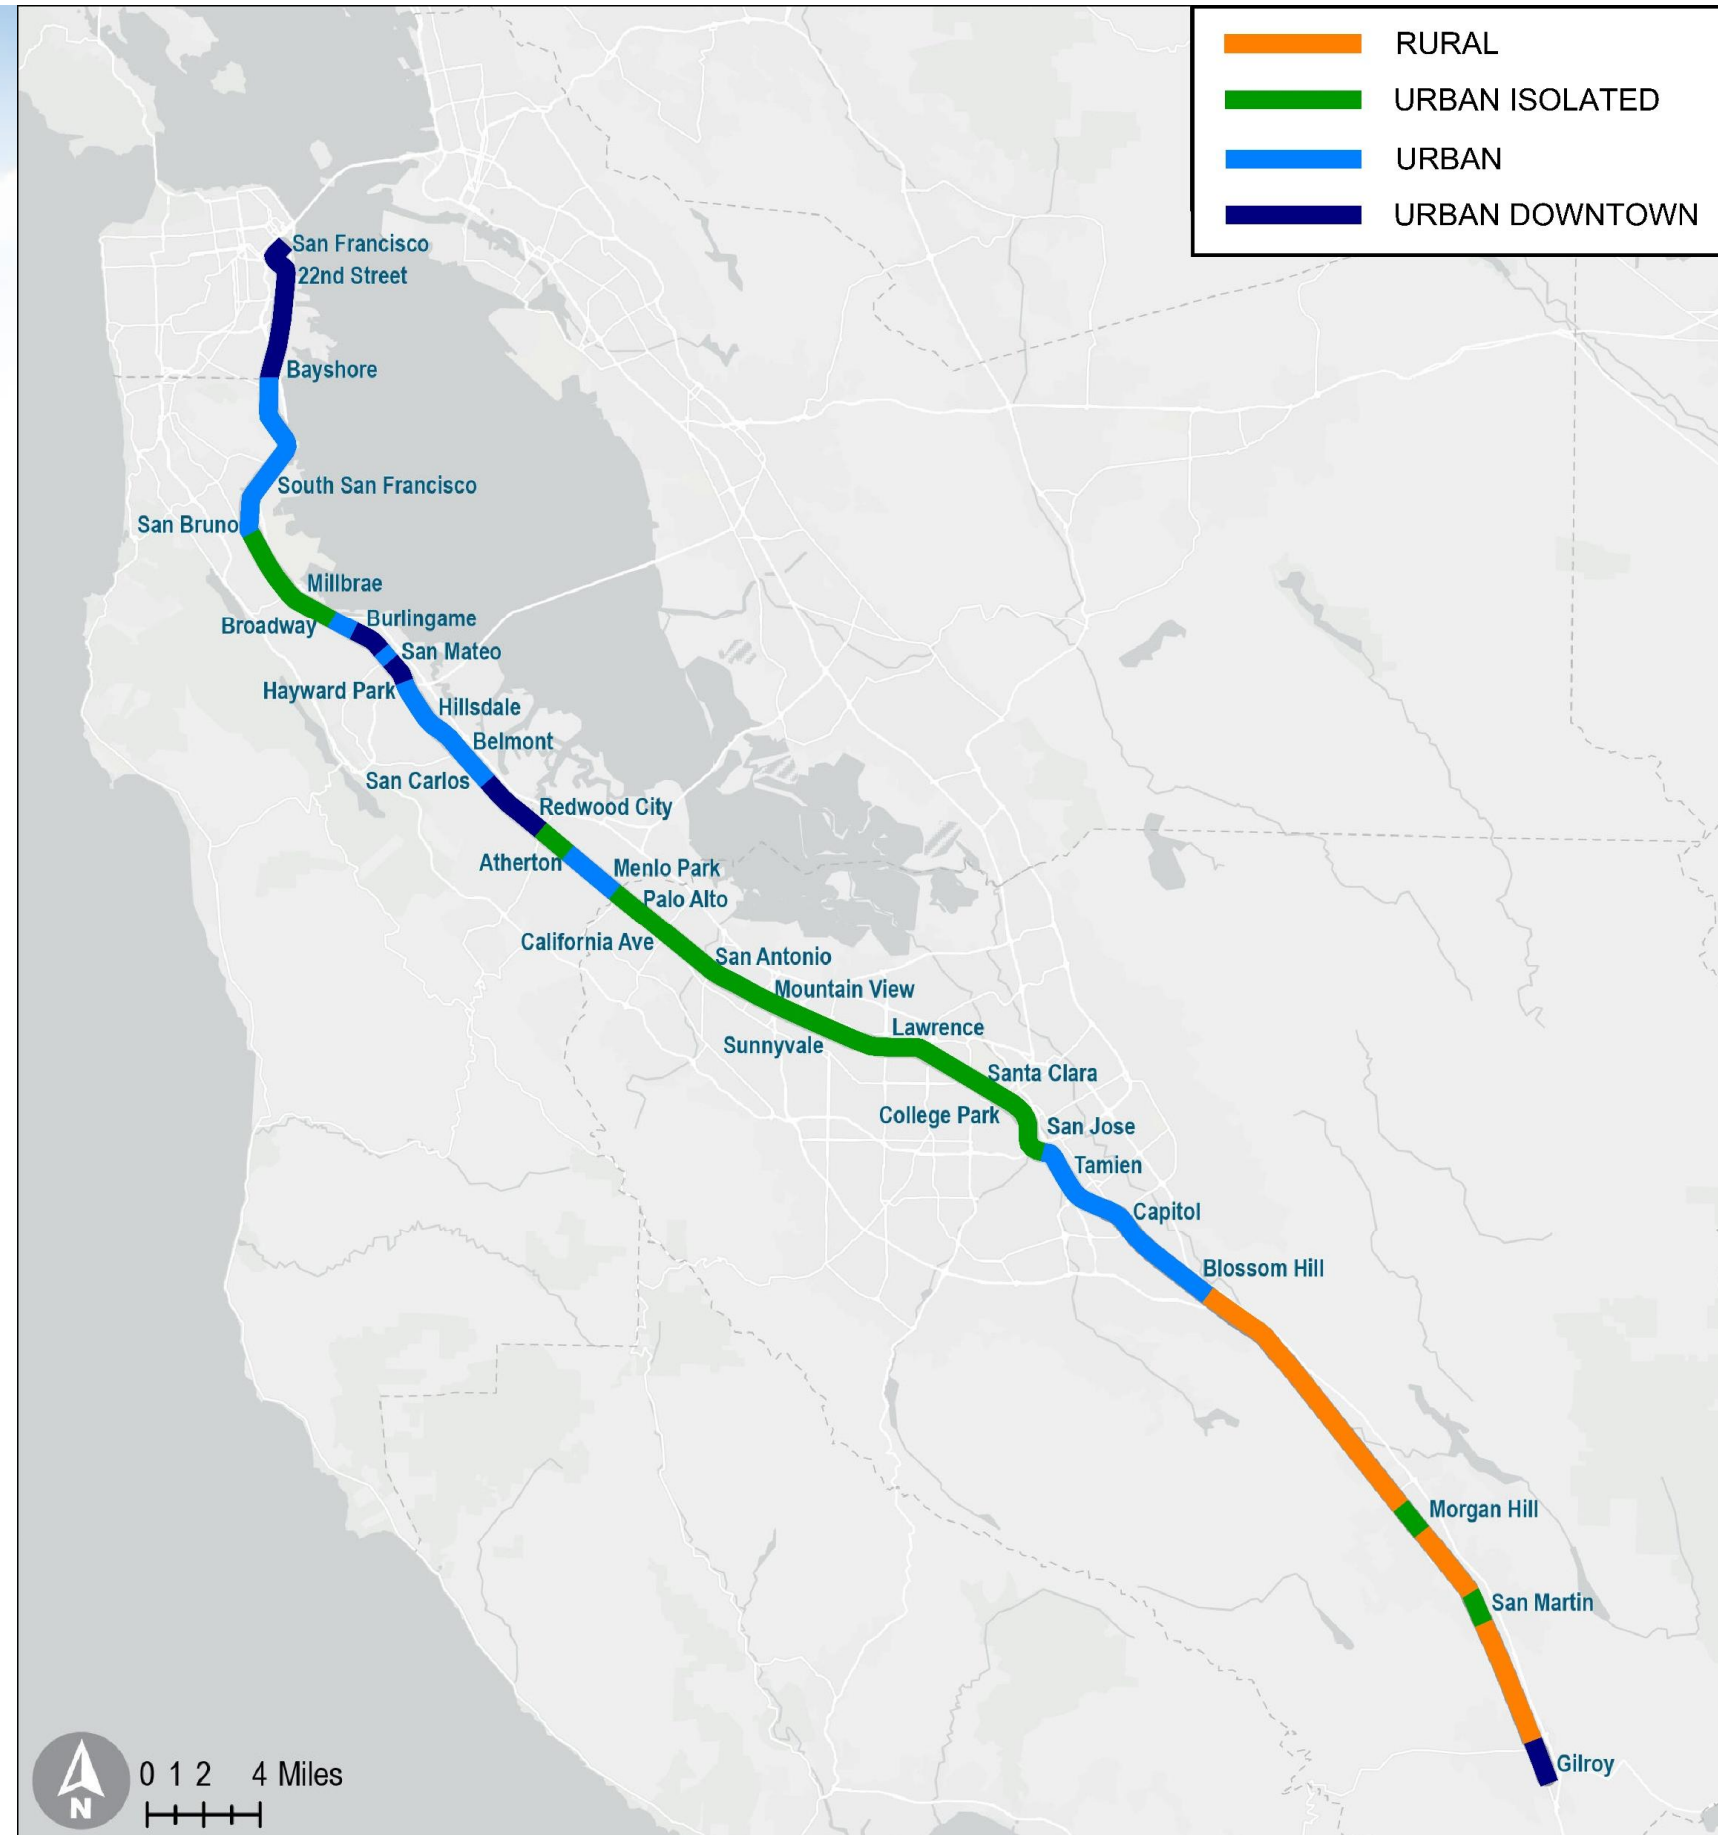 RURAL
URBAN ISOLATED
URBAN
URBAN DOWNTOWN
San Francisco
22nd Street
Bayshore
South San Francisco
San Bruno
Millbrae
Broadway
Burlingame
San Mateo
Hayward Park
Hillsdale
Belmont
San Carlos
Redwood City
Atherton
Menlo Park
Palo Alto
California Ave
San Antonio
Mountain View
Sunnyvale
Lawrence
Santa Clara
College Park
San Jose
Tamien
Capitol
Blossom Hill
Morgan Hill
San Martin
Gilroy
0 1 2 4 Miles
N